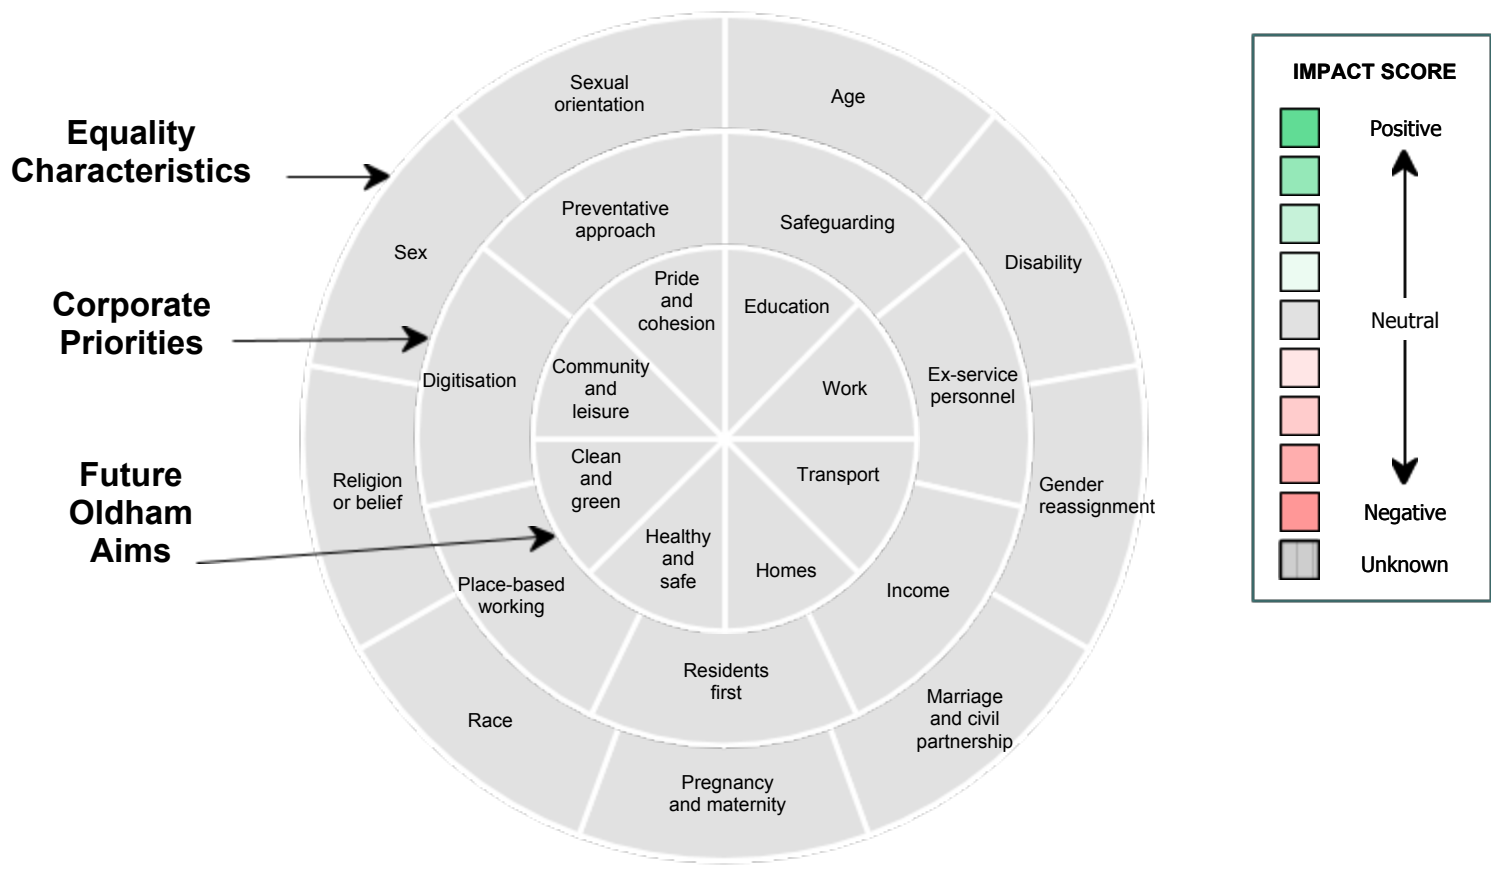 Equality
Characteristics
Corporate
Priorities
Future
Oldham
Aims
Sexual
orientation
Age
Sex
Disability
Religion
or belief
Gender
reassignment
Race
Marriage
and civil
partnership
Pregnancy
and maternity
Preventative
approach
Safeguarding
Digitisation
Ex-service
personnel
Place-based
working
Income
Residents
first
Pride
and
cohesion
Education
Community
and
leisure
Work
Clean
and
green
Transport
Healthy
and
safe
Homes
IMPACT SCORE
Positive
Neutral
Negative
Unknown